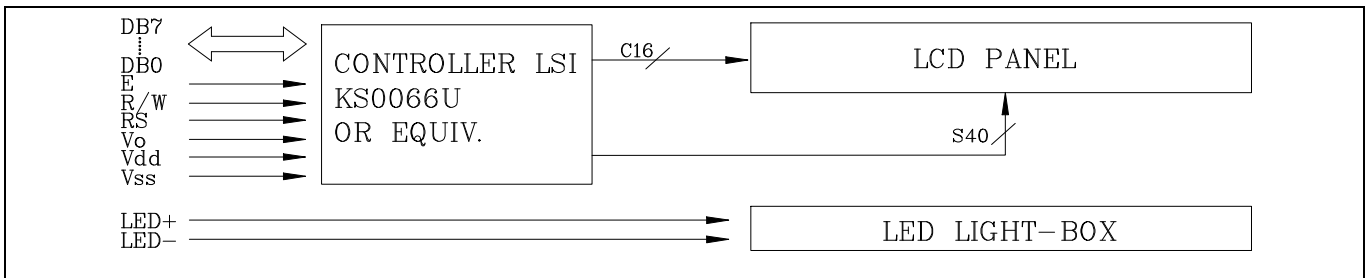 DB7
DB0
E
R/W
RS
Vo
Vdd
Vss
LED+
LED-
CONTROLLER LSI
KS0066U
OR EQUIV.
C16
S40
LCD PANEL
LED LIGHT-BOX